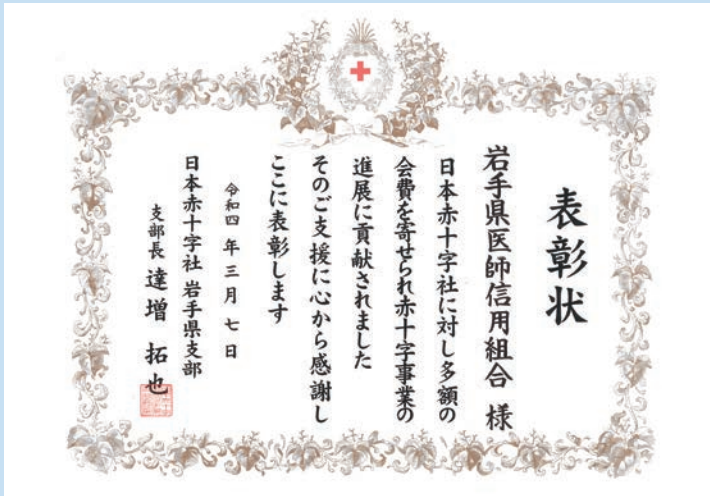 表彰状
岩手県医師信用組合 様
日本赤十字社に対し多額の
会費を寄せられ赤十字事業の
進展に貢献されました
そのご支援に心から感謝し
ここに表彰します
令和四年三月七日
日本赤十字社 岩手県支部
支部長 達増 拓也